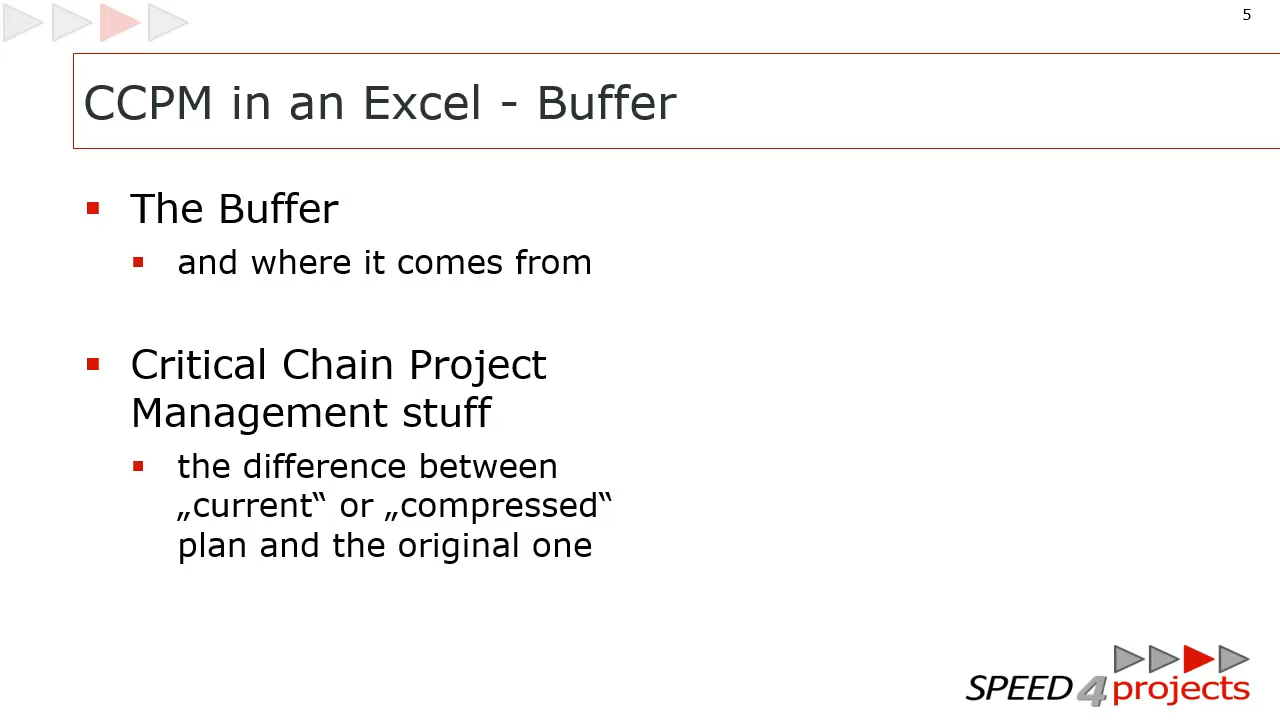 5
CCPM in an Excel - Buffer
The Buffer
and where it comes from
Critical Chain Project
Management stuff
the difference between
„current“ or „compressed“
plan and the original one
SPEED4projects